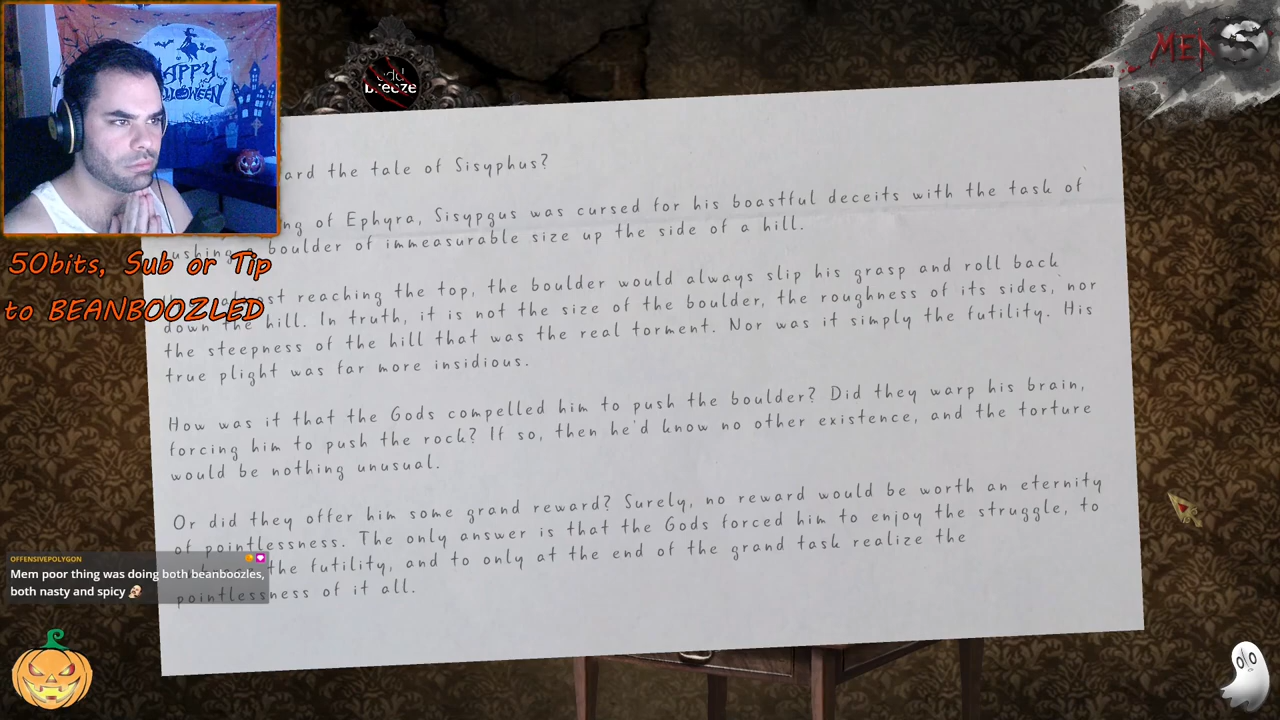 HAPPY
HALLOWEEN
odd
breeze
MEN
ard the tale of Sisyphus?
ng of Ephyra, Sisypgus was cursed for his boastful deceits with the task of
ushing a boulder of immeasurable size up the side of a hill.
st reaching the top, the boulder would always slip his grasp and roll back
down the hill. In truth, it is not the size of the boulder, the roughness of its sides, nor
the steepness of the hill that was the real torment. Nor was it simply the futility. His
true plight was far more insidious.
How was it that the Gods compelled him to push the boulder? Did they warp his brain,
forcing him to push the rock? If so, then he'd know no other existence, and the torture
would be nothing unusual.
Or did they offer him some grand reward? Surely, no reward would be worth an eternity
of pointlessness. The only answer is that the Gods forced him to enjoy the struggle, to
the futility, and to only at the end of the grand task realize the
pointlessness of it all.
50bits, Sub or Tip
to BEANBOOZLED
OFFENSIVEPOLYGON
Mem poor thing was doing both beanboozles,
both nasty and spicy